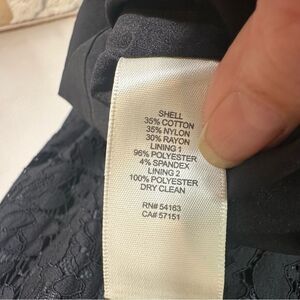 SHELL
35% COTTON
35% NYLON
30% RAYON
LINING 1
96% POLYESTER
4% SPANDEX
LINING 2
100% POLYESTER
DRY CLEAN
RN# 54163
CA# 57151